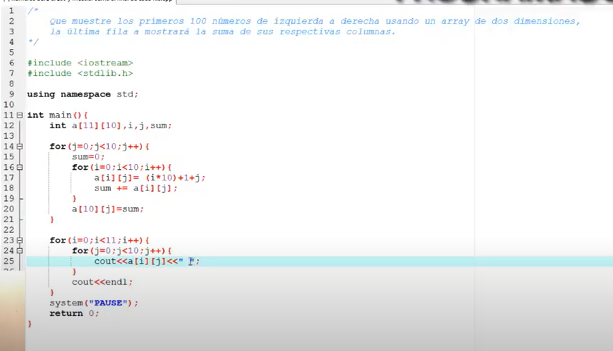 1 /*
2 Que muestre los primeros 100 números de izquierda a derecha usando un array de dos dimensiones,
3 la última fila a mostrará la suma de sus respectivas columnas.
4 */
5
6 #include <iostream>
7 #include <stdlib.h>
8
9 using namespace std;
10
11 int main(){
12 int a[11][10],i,j,sum;
13
14 for(j=0;j<10;j++){
15 sum=0;
16 for(i=0;i<10;i++){
17 a[i][j]= (i*10)+1+j;
18 sum += a[i][j];
19 }
20 a[10][j]=sum;
21 }
22
23 for(i=0;i<11;i++){
24 for(j=0;j<10;j++){
25 cout<<a[i][j]<<" ";
26 }
cout<<endl;
}
system("PAUSE");
return 0;
}